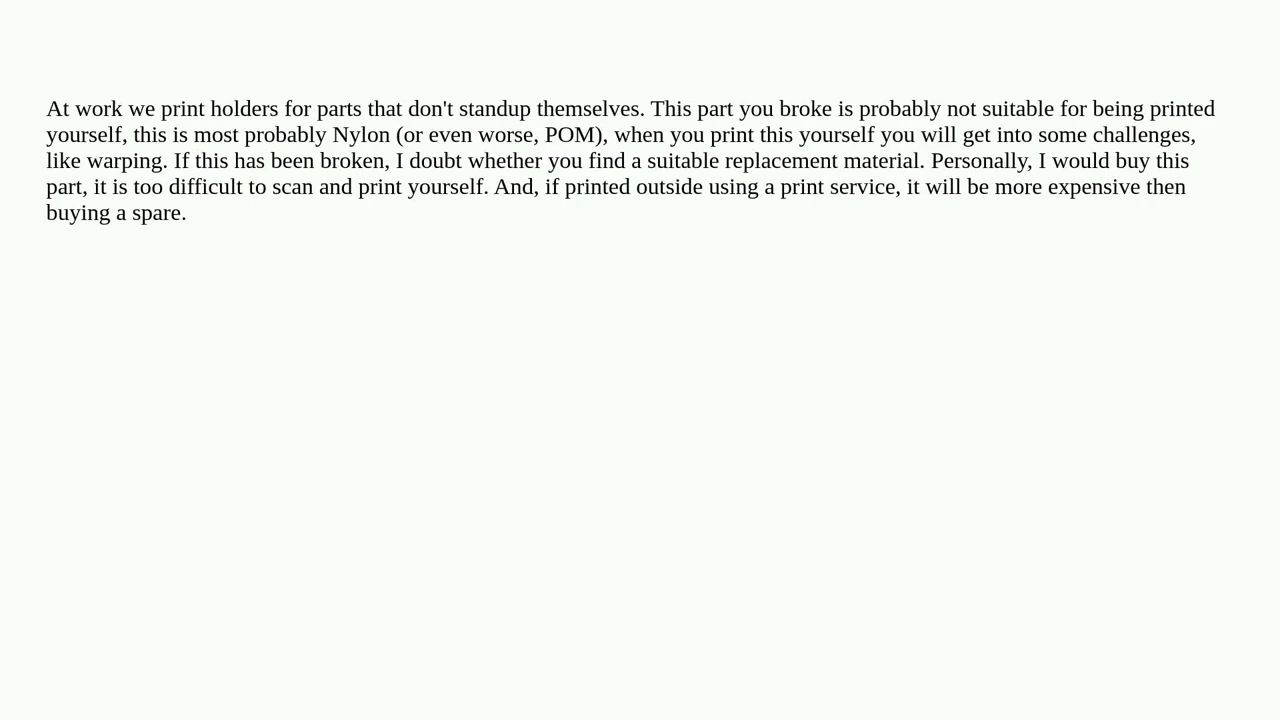 At work we print holders for parts that don't standup themselves. This part you broke is probably not suitable for being printed
yourself, this is most probably Nylon (or even worse, POM), when you print this yourself you will get into some challenges,
like warping. If this has been broken, I doubt whether you find a suitable replacement material. Personally, I would buy this
part, it is too difficult to scan and print yourself. And, if printed outside using a print service, it will be more expensive then
buying a spare.